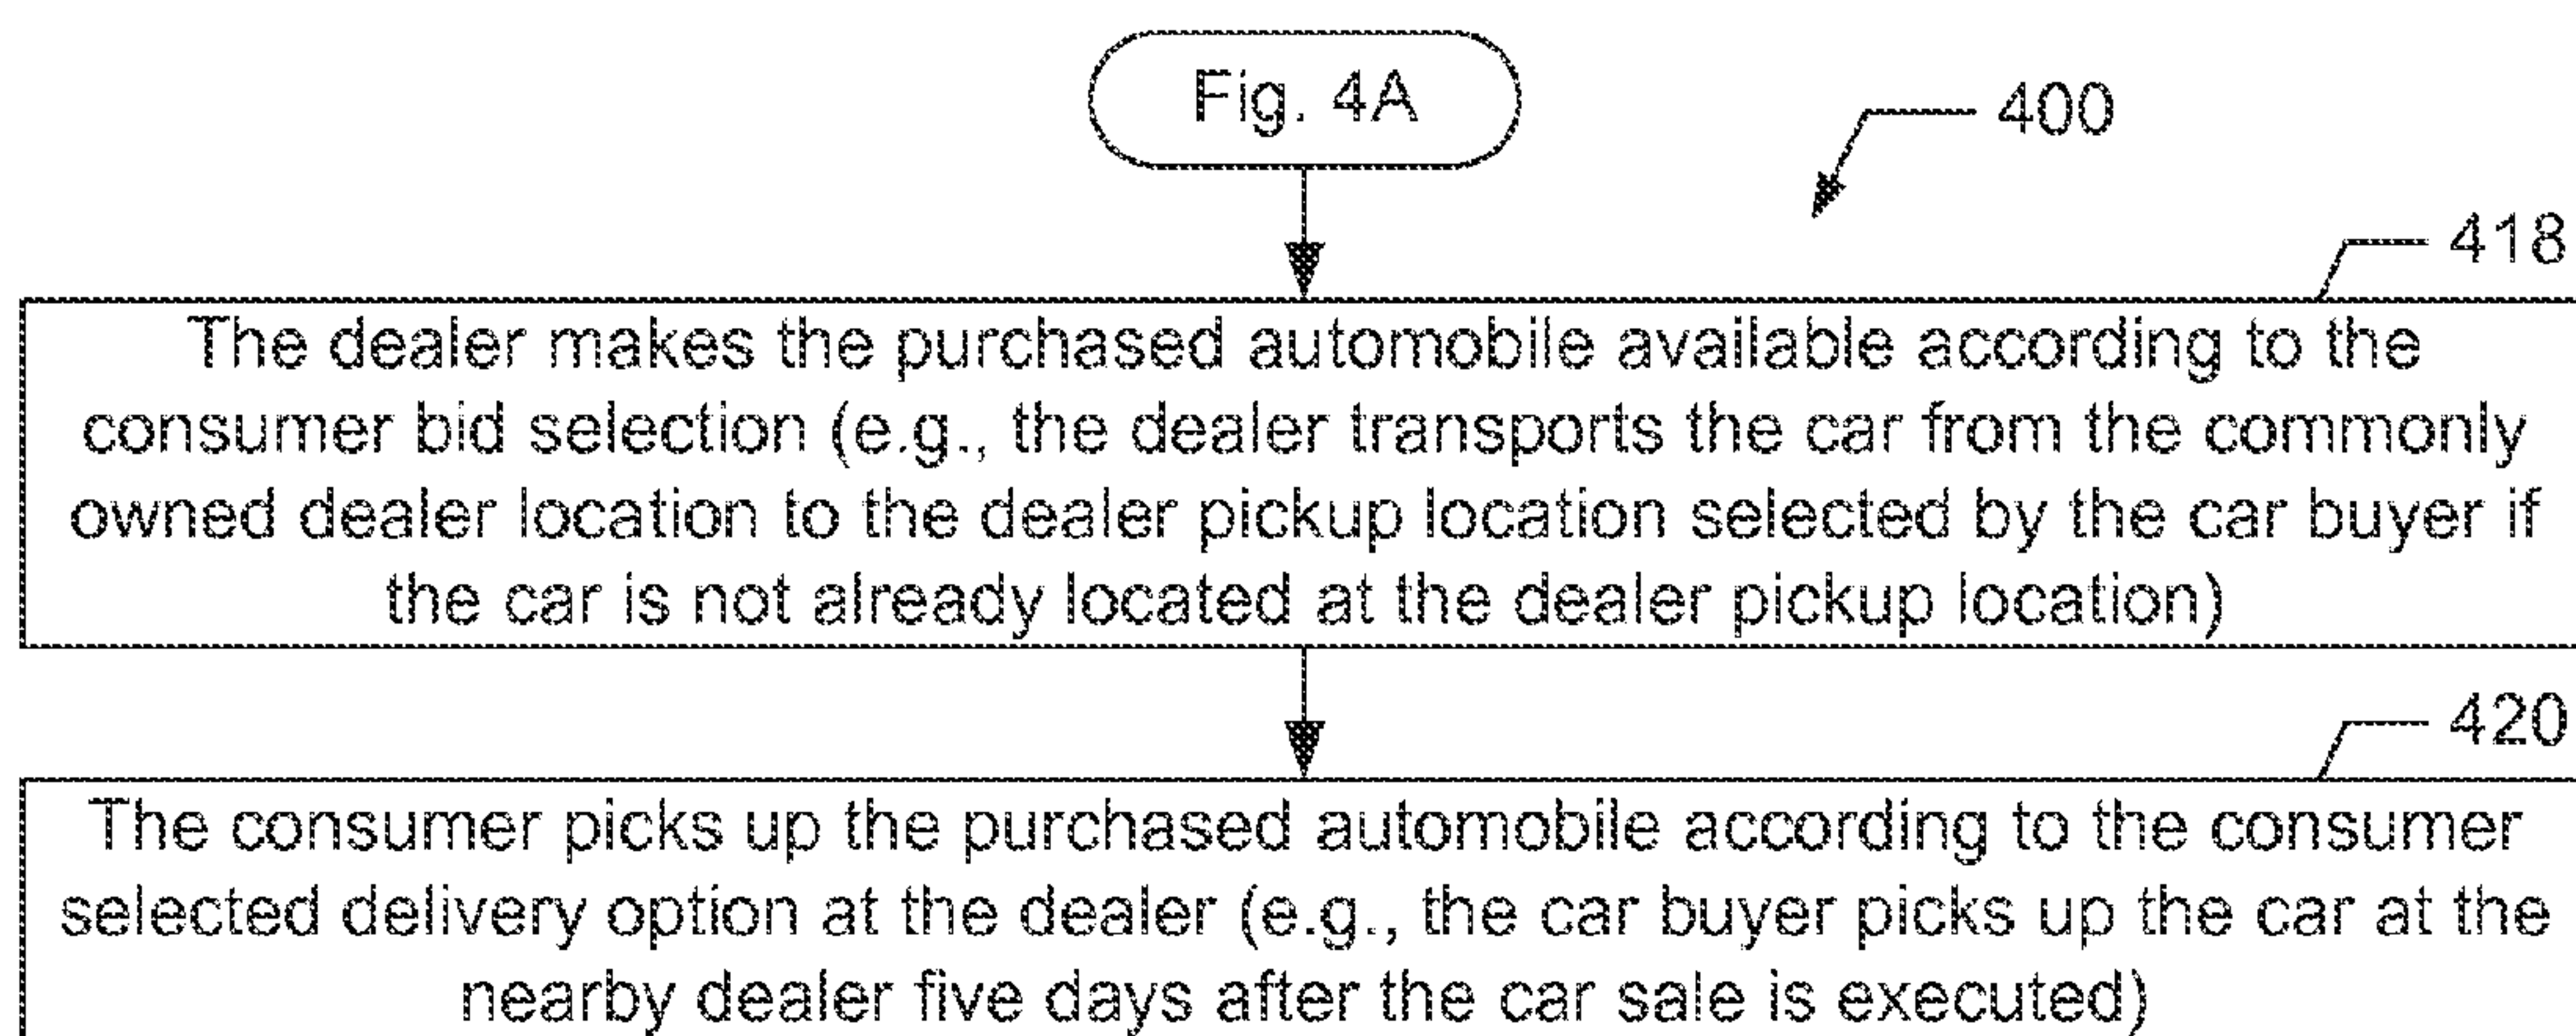 Fig. 4A
400
418
The dealer makes the purchased automobile available according to the
consumer bid selection (e.g., the dealer transports the car from the commonly
owned dealer location to the dealer pickup location selected by the car buyer if
the car is not already located at the dealer pickup location)
420
The consumer picks up the purchased automobile according to the consumer
selected delivery option at the dealer (e.g., the car buyer picks up the car at the
nearby dealer five days after the car sale is executed)